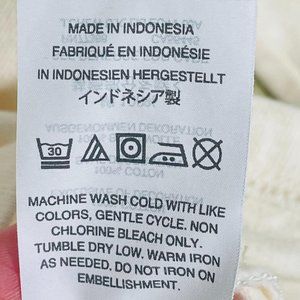 MADE IN INDONESIA
FABRIQUÉ EN INDONÉSIE
IN INDONESIEN HERGESTELLT
インドネシア製
30
MACHINE WASH COLD WITH LIKE
COLORS, GENTLE CYCLE. NON
CHLORINE BLEACH ONLY.
TUMBLE DRY LOW. WARM IRON
AS NEEDED. DO NOT IRON ON
EMBELLISHMENT.